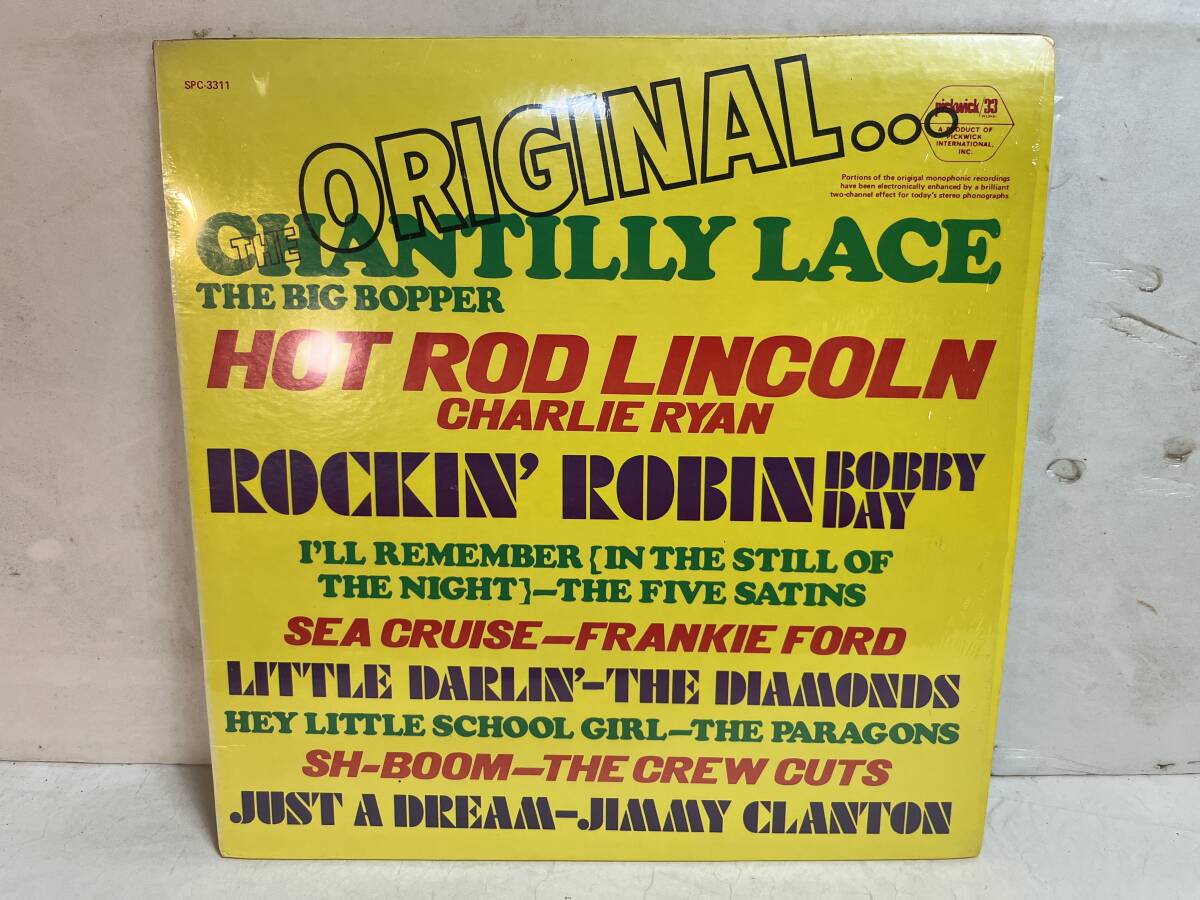 SPC-3311
THE ORIGINAL...
pickwick/33
A PRODUCT OF
PICKWICK
INTERNATIONAL,
INC.
Portions of the original monophonic recordings
have been electronically enhanced by a brilliant
two-channel effect for today's stereo phonographs.
CHANTILLY LACE
THE BIG BOPPER
HOT ROD LINCOLN
CHARLIE RYAN
ROCKIN' ROBIN
BOBBY
DAY
I'LL REMEMBER [IN THE STILL OF
THE NIGHT]-THE FIVE SATINS
SEA CRUISE-FRANKIE FORD
LITTLE DARLIN'-THE DIAMONDS
HEY LITTLE SCHOOL GIRL-THE PARAGONS
SH-BOOM-THE CREW CUTS
JUST A DREAM-JIMMY CLANTON